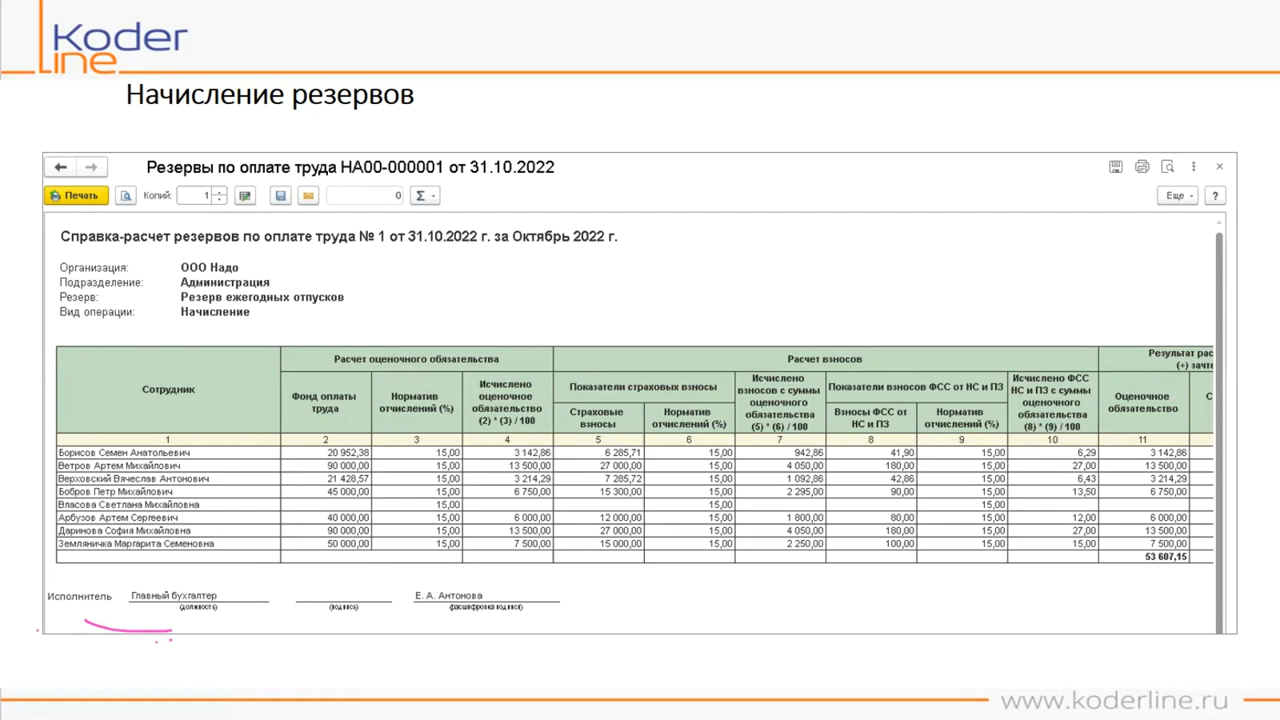 Koder
line
Начисление резервов
Резервы по оплате труда НА00-000001 от 31.10.2022
Печать Копий: 1 0 Σ Еще ?
Справка-расчет резервов по оплате труда № 1 от 31.10.2022 г. за Октябрь 2022 г.
Организация: ООО Надо
Подразделение: Администрация
Резерв: Резерв ежегодных отпусков
Вид операции: Начисление
Сотрудник
Расчет оценочного обязательства
Фонд оплаты
труда
Норматив
отчислений (%)
Исчислено
оценочное
обязательство
(2) * (3) / 100
Расчет взносов
Показатели страховых взносы
Страховые
взносы
Норматив
отчислений (%)
Исчислено
взносов с суммы
оценочного
обязательства
(5) * (6) / 100
Показатели взносов ФСС от НС и ПЗ
Взносы ФСС от
НС и ПЗ
Норматив
отчислений (%)
Исчислено ФСС
НС и ПЗ с суммы
оценочного
обязательства
(8) * (9) / 100
Результат рас
(+) зачте
Оценочное
обязательство
С
1 2 3 4 5 6 7 8 9 10 11
Борисов Семен Анатольевич 20 952,38 15,00 3 142,86 6 285,71 15,00 942,86 41,90 15,00 6,29 3 142,86
Ветров Артем Михайлович 90 000,00 15,00 13 500,00 27 000,00 15,00 4 050,00 180,00 15,00 27,00 13 500,00
Верховский Вячеслав Антонович 21 428,57 15,00 3 214,29 7 285,72 15,00 1 092,86 42,86 15,00 6,43 3 214,29
Бобров Петр Михайлович 45 000,00 15,00 6 750,00 15 300,00 15,00 2 295,00 90,00 15,00 13,50 6 750,00
Власова Светлана Михайловна 15,00 15,00 15,00
Арбузов Артем Сергеевич 40 000,00 15,00 6 000,00 12 000,00 15,00 1 800,00 80,00 15,00 12,00 6 000,00
Даринова София Михайловна 90 000,00 15,00 13 500,00 27 000,00 15,00 4 050,00 180,00 15,00 27,00 13 500,00
Земляничка Маргарита Семеновна 50 000,00 15,00 7 500,00 15 000,00 15,00 2 250,00 100,00 15,00 15,00 7 500,00
53 607,15
Исполнитель Главный бухгалтер Е. А. Антонова
(должность) (подпись) (расшифровка подписи)
www.koderline.ru